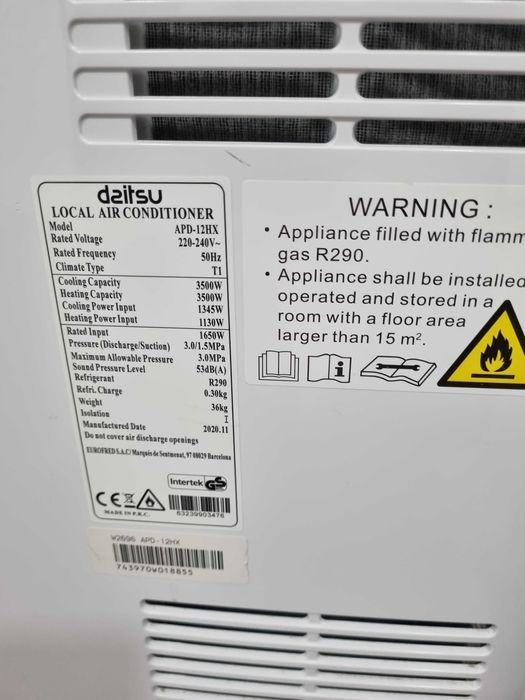 daitsu
LOCAL AIR CONDITIONER
Model APD-12HX
Rated Voltage 220-240V~
Rated Frequency 50Hz
Climate Type T1
Cooling Capacity 3500W
Heating Capacity 3500W
Cooling Power Input 1345W
Heating Power Input 1130W
Rated Input 1650W
Pressure (Discharge/Suction) 3.0/1.5MPa
Maximum Allowable Pressure 3.0MPa
Sound Pressure Level 53dB(A)
Refrigerant R290
Refri. Charge 0.30kg
Weight 36kg
Isolation I
Manufactured Date 2020.11
Do not cover air discharge openings
EUROFRED S.A.C/ Marqués de Sentmenat, 97 08029 Barcelona
Intertek GS
CE
MADE IN P.R.C.
63239903476
W2696 APD-12HX
743970W018855
WARNING :
• Appliance filled with flamm
gas R290.
• Appliance shall be installed
operated and stored in a
room with a floor area
larger than 15 m².